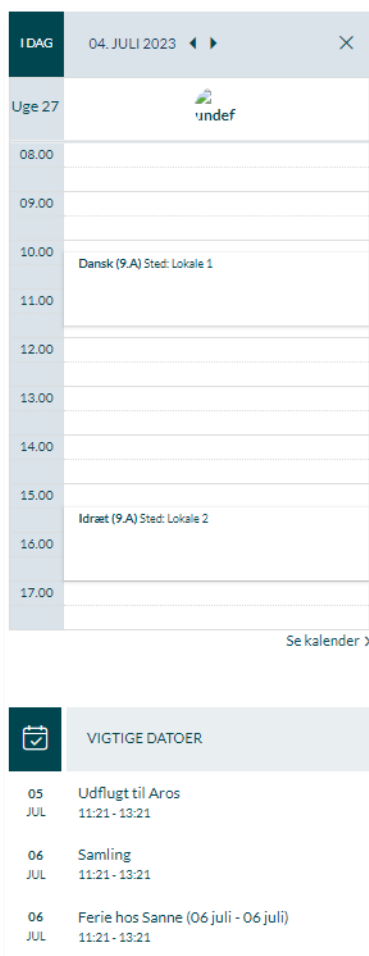 I DAG
04. JULI 2023
Uge 27
undef
08.00
09.00
10.00
Dansk (9.A) Sted: Lokale 1
11.00
12.00
13.00
14.00
15.00
Idræt (9.A) Sted: Lokale 2
16.00
17.00
Se kalender
VIGTIGE DATOER
05 Udflugt til Aros
JUL 11:21 - 13:21
06 Samling
JUL 11:21 - 13:21
06 Ferie hos Sanne (06 juli - 06 juli)
JUL 11:21 - 13:21